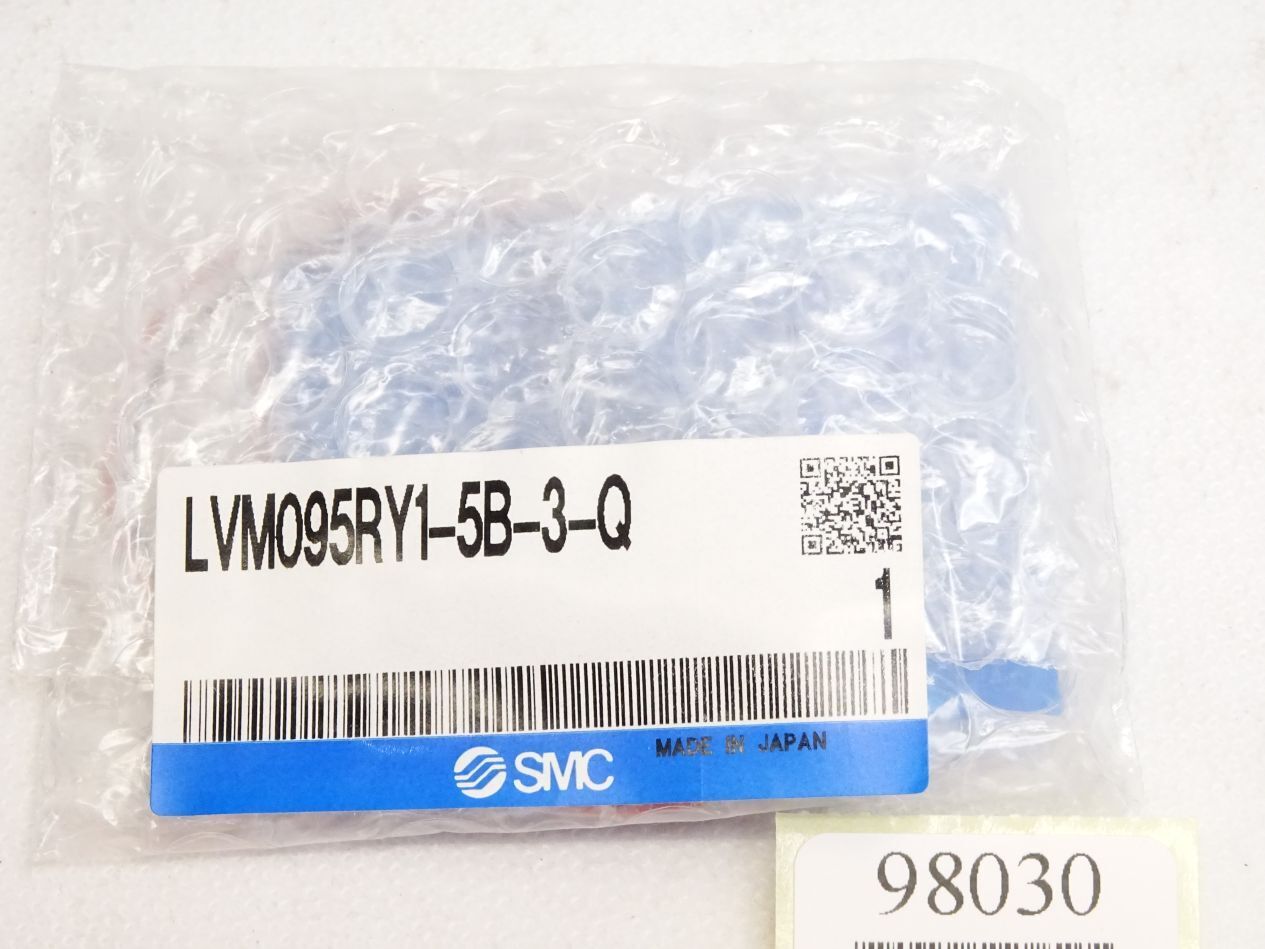 LVM095RY1-5B-3-Q
1
SMC
MADE IN JAPAN
98030